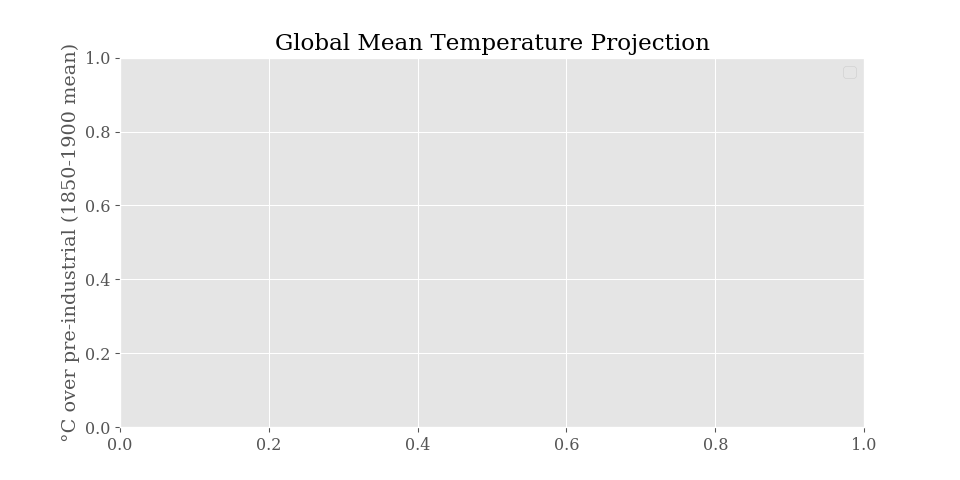 Global Mean Temperature Projection
°C over pre-industrial (1850-1900 mean)
1.0
0.8
0.6
0.4
0.2
0.0
0.0 0.2 0.4 0.6 0.8 1.0